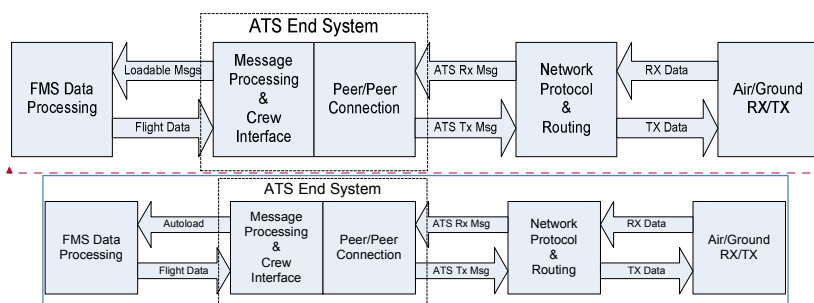 ATS End System
FMS Data
Processing
Loadable Msgs
Flight Data
Message
Processing
&
Crew
Interface
Peer/Peer
Connection
ATS Rx Msg
ATS Tx Msg
Network
Protocol
&
Routing
RX Data
TX Data
Air/Ground
RX/TX
ATS End System
FMS Data
Processing
Autoload
Flight Data
Message
Processing
&
Crew
Interface
Peer/Peer
Connection
ATS Rx Msg
ATS Tx Msg
Network
Protocol
&
Routing
RX Data
TX Data
Air/Ground
RX/TX